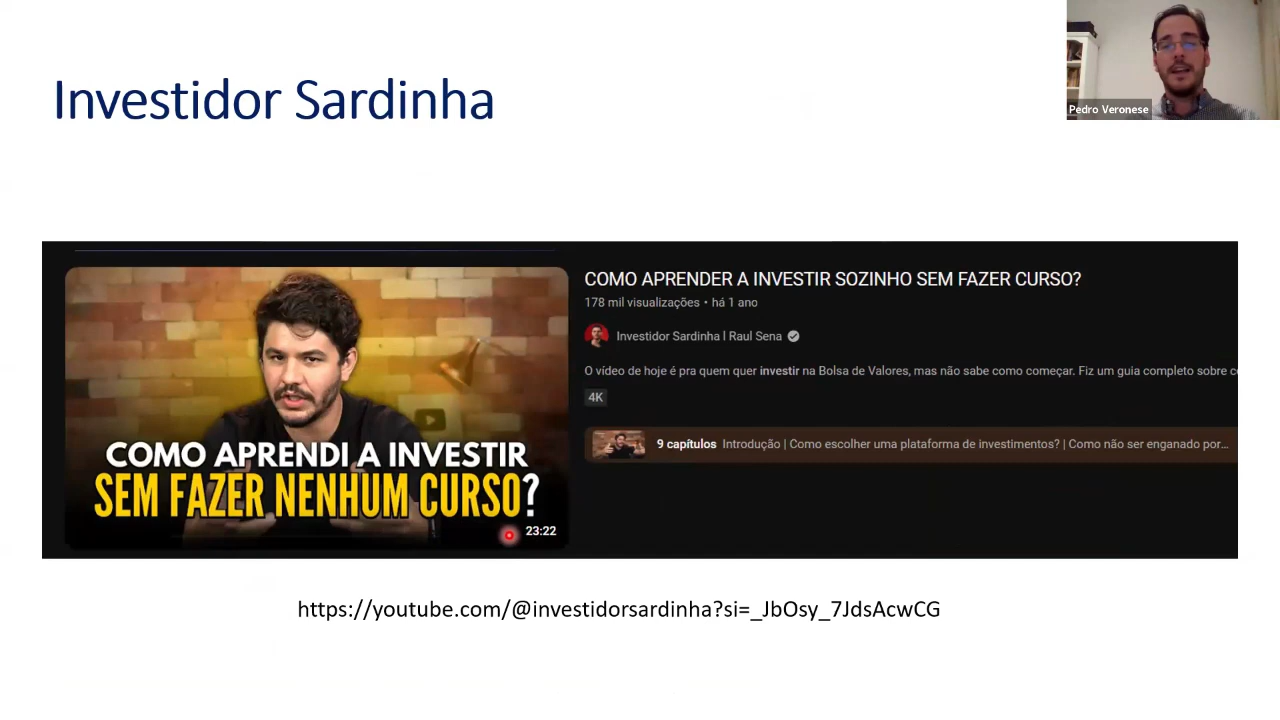 Investidor Sardinha
Pedro Veronese
COMO APRENDI A INVESTIR
SEM FAZER NENHUM CURSO?
23:22
COMO APRENDER A INVESTIR SOZINHO SEM FAZER CURSO?
178 mil visualizações • há 1 ano
Investidor Sardinha l Raul Sena
O vídeo de hoje é pra quem quer investir na Bolsa de Valores, mas não sabe como começar. Fiz um guia completo sobre
4K
9 capítulos Introdução | Como escolher uma plataforma de investimentos? | Como não ser enganado por...
https://youtube.com/@investidorsardinha?si=_JbOsy_7JdsAcwCG